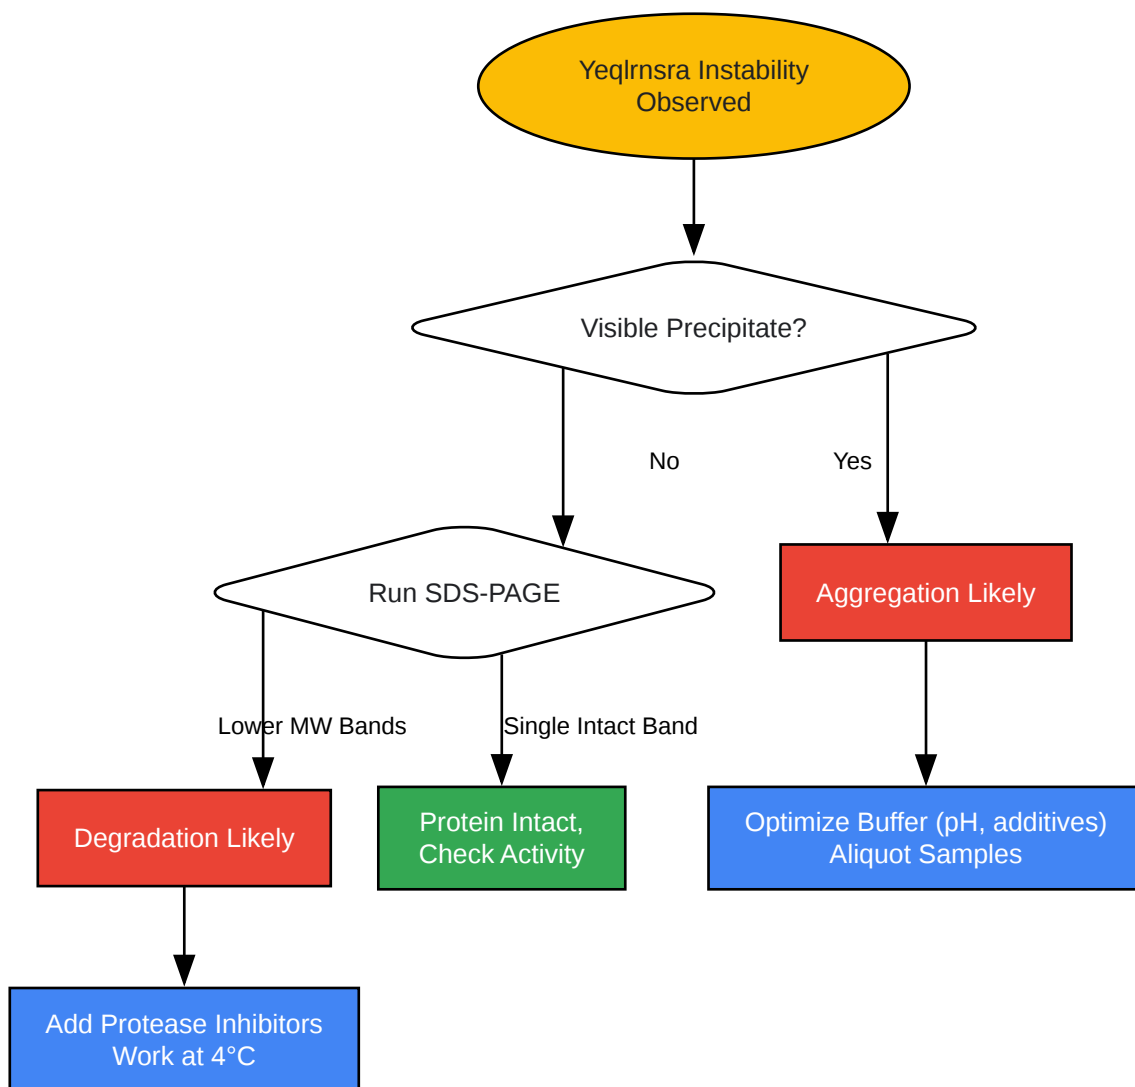 Yeqlrnsra Instability
Observed
Visible Precipitate?
No
Yes
Run SDS-PAGE
Aggregation Likely
Lower MW Bands
Single Intact Band
Degradation Likely
Protein Intact,
Check Activity
Optimize Buffer (pH, additives)
Aliquot Samples
Add Protease Inhibitors
Work at 4°C